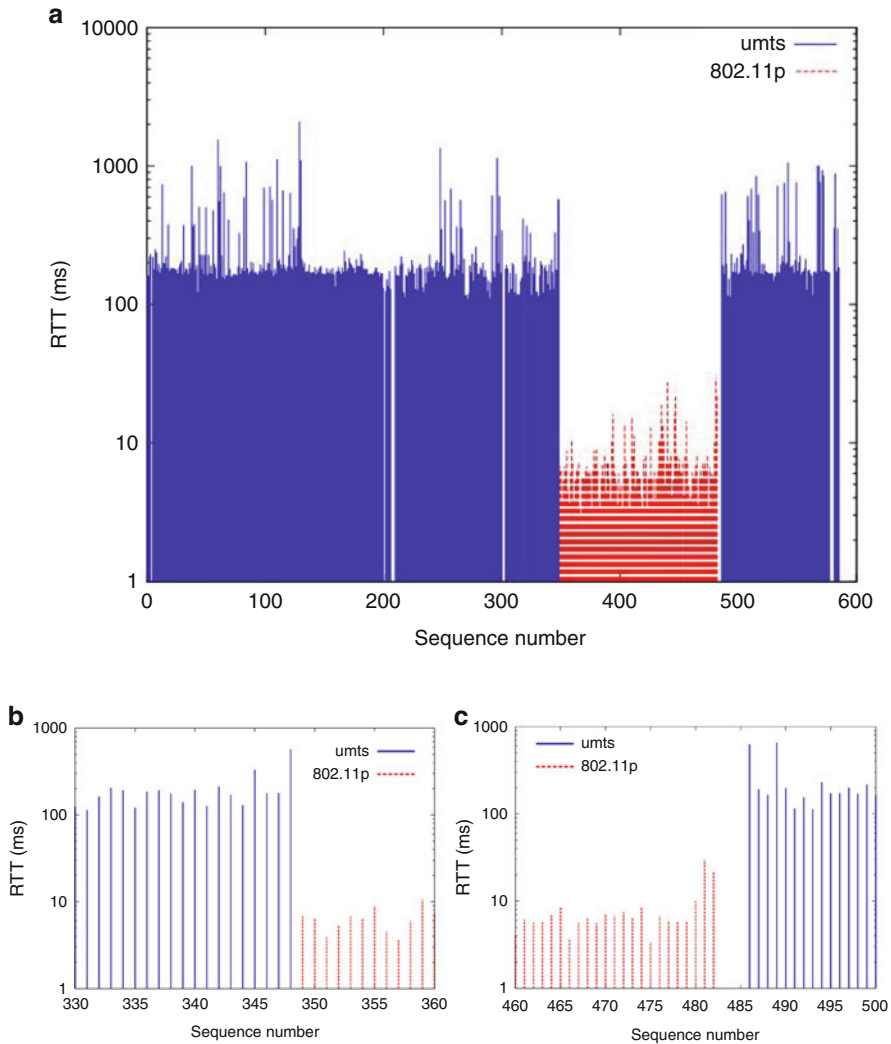 a
10000
1000
100
10
1
RTT (ms)
umts
802.11p
0 100 200 300 400 500 600
Sequence number
b
1000
100
10
1
RTT (ms)
umts
802.11p
330 335 340 345 350 355 360
Sequence number
c
1000
100
10
1
RTT (ms)
umts
802.11p
460 465 470 475 480 485 490 495 500
Sequence number